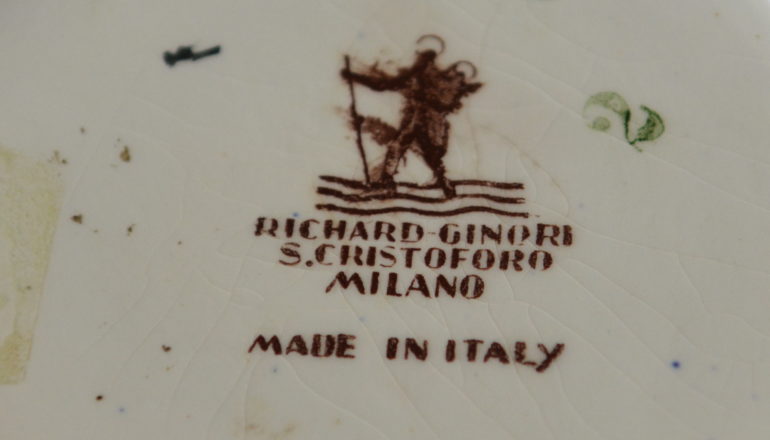 RICHARD-GINORI
S.CRISTOFORO
MILANO
MADE IN ITALY